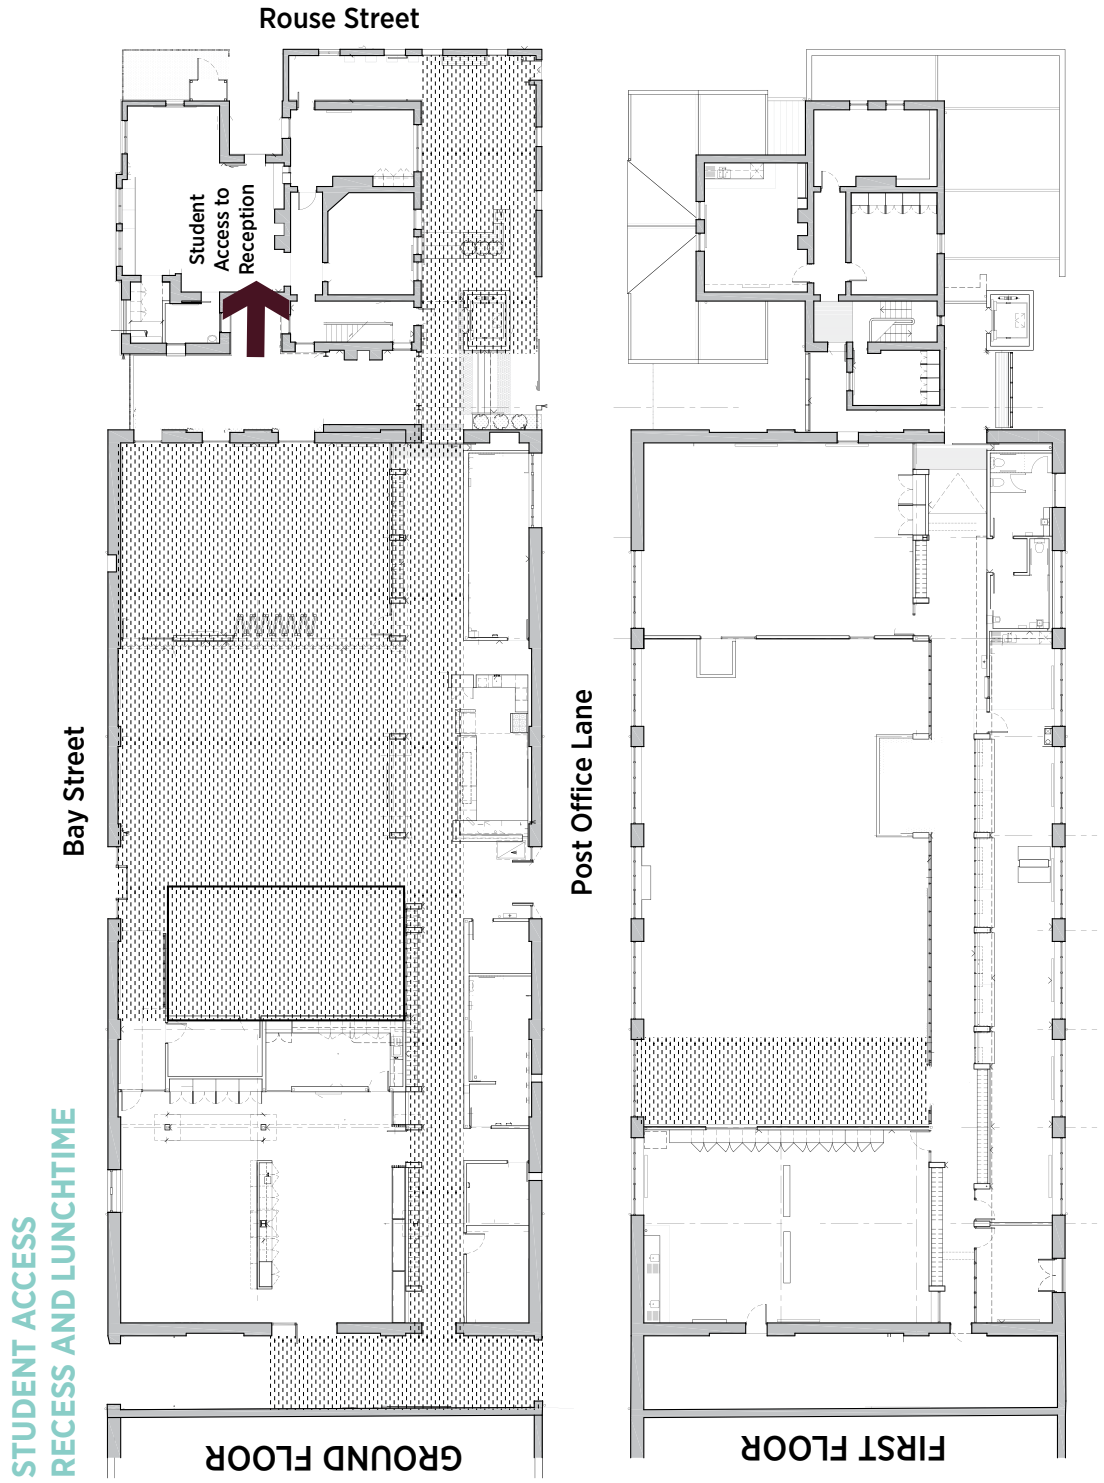 Rouse Street
Student
Access to
Reception
Bay Street
Post Office Lane
STUDENT ACCESS
RECESS AND LUNCHTIME
GROUND FLOOR
FIRST FLOOR